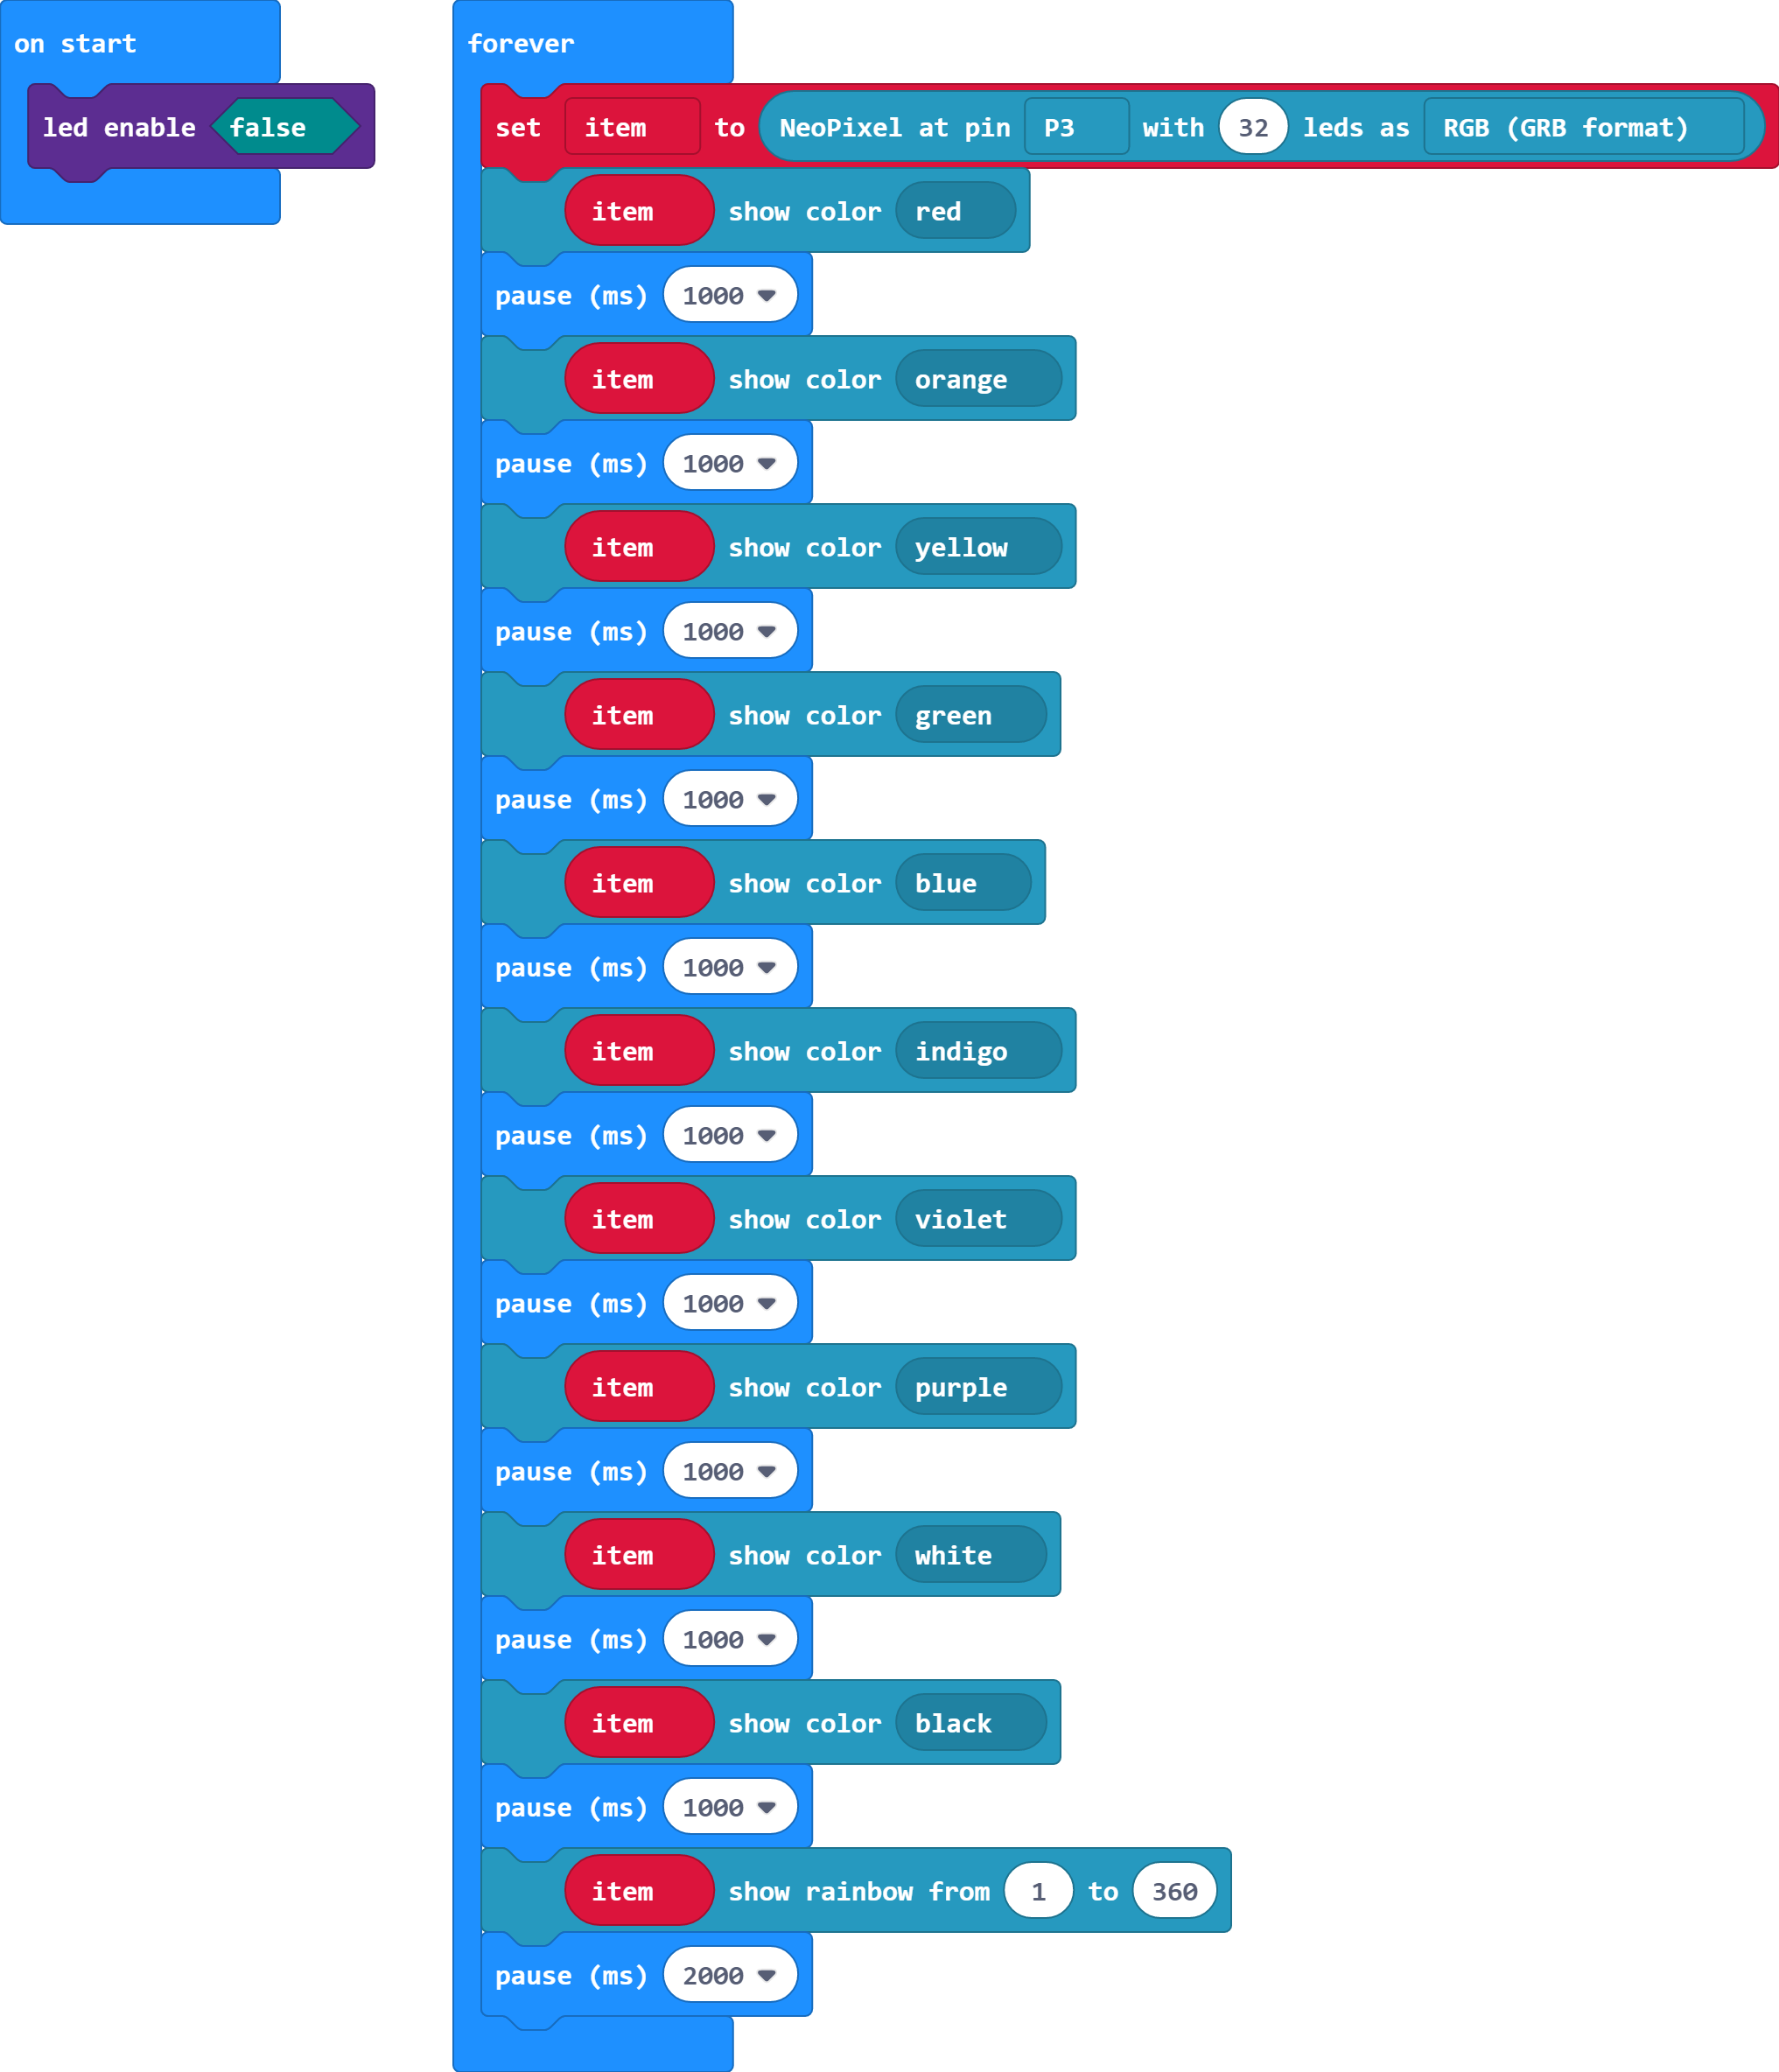 on start
led enable false
forever
set item to NeoPixel at pin P3 with 32 leds as RGB (GRB format)
item show color red
pause (ms) 1000
item show color orange
pause (ms) 1000
item show color yellow
pause (ms) 1000
item show color green
pause (ms) 1000
item show color blue
pause (ms) 1000
item show color indigo
pause (ms) 1000
item show color violet
pause (ms) 1000
item show color purple
pause (ms) 1000
item show color white
pause (ms) 1000
item show color black
pause (ms) 1000
item show rainbow from 1 to 360
pause (ms) 2000